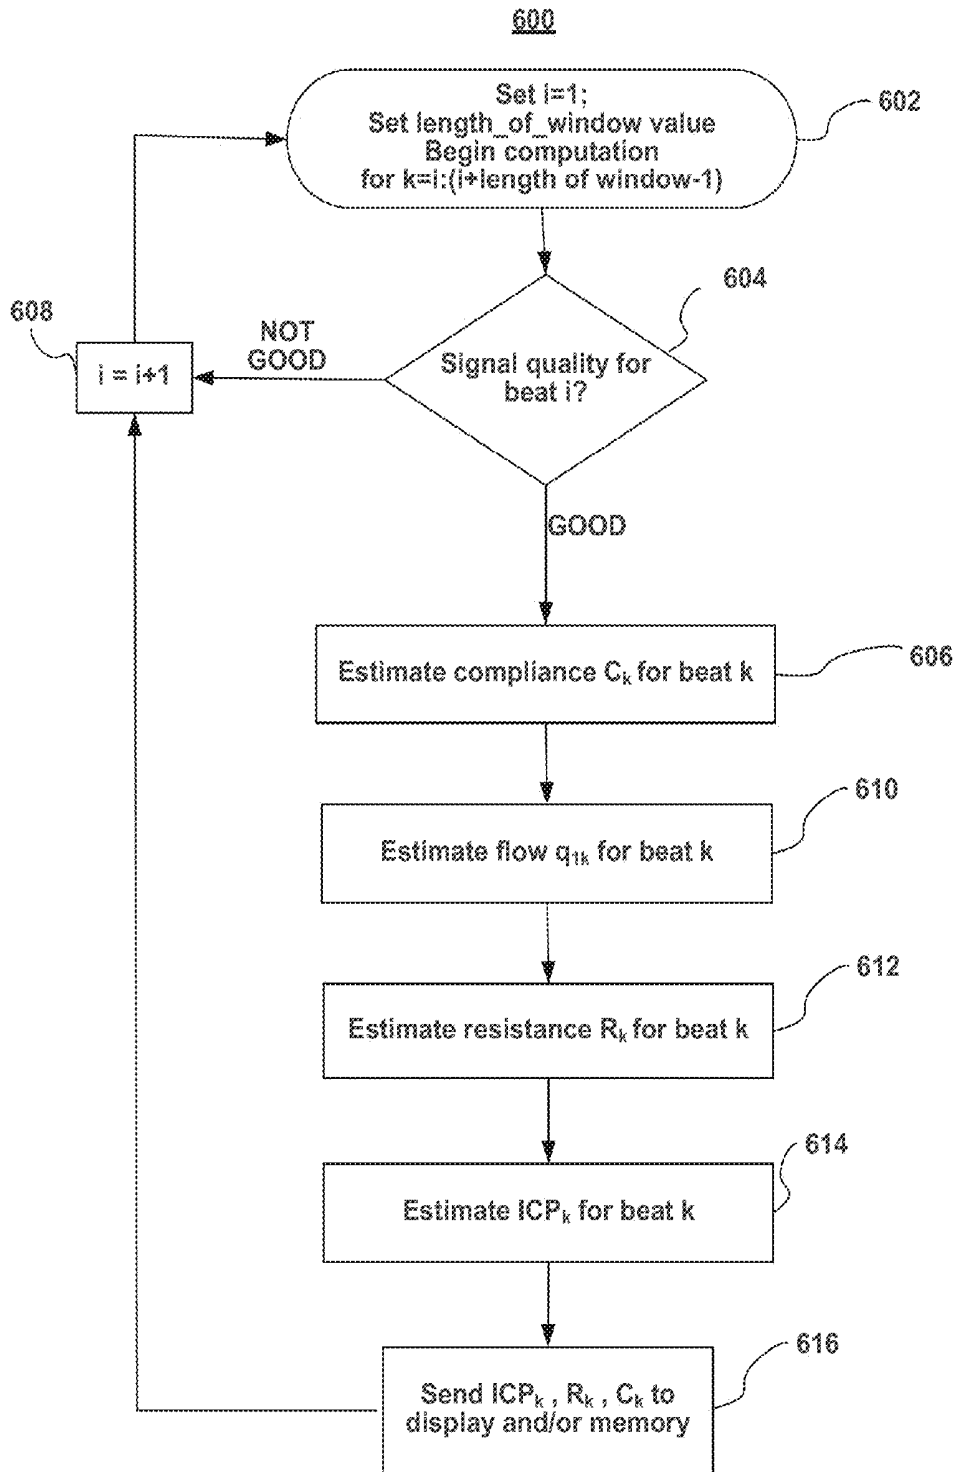 600
Set i=1;
Set length_of_window value
Begin computation
for k=i:(i+length of window-1)
602
604
608
NOT
GOOD
i = i+1
Signal quality for
beat i?
GOOD
Estimate compliance Cₖ for beat k
606
Estimate flow q₁ₖ for beat k
610
Estimate resistance Rₖ for beat k
612
Estimate ICPₖ for beat k
614
Send ICPₖ , Rₖ , Cₖ to
display and/or memory
616